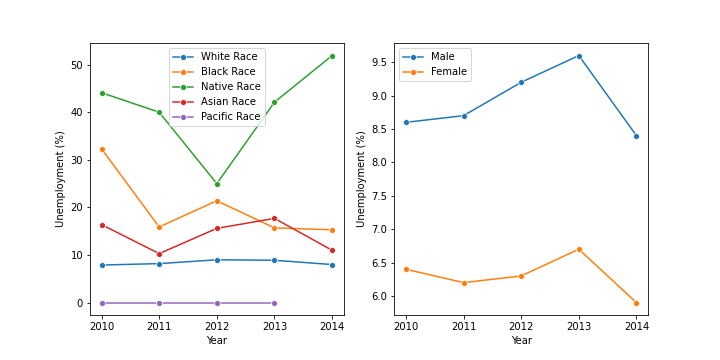 White Race
Black Race
Native Race
Asian Race
Pacific Race
50
40
30
20
10
0
Unemployment (%)
2010 2011 2012 2013 2014
Year
Male
Female
9.5
9.0
8.5
8.0
7.5
7.0
6.5
6.0
Unemployment (%)
2010 2011 2012 2013 2014
Year